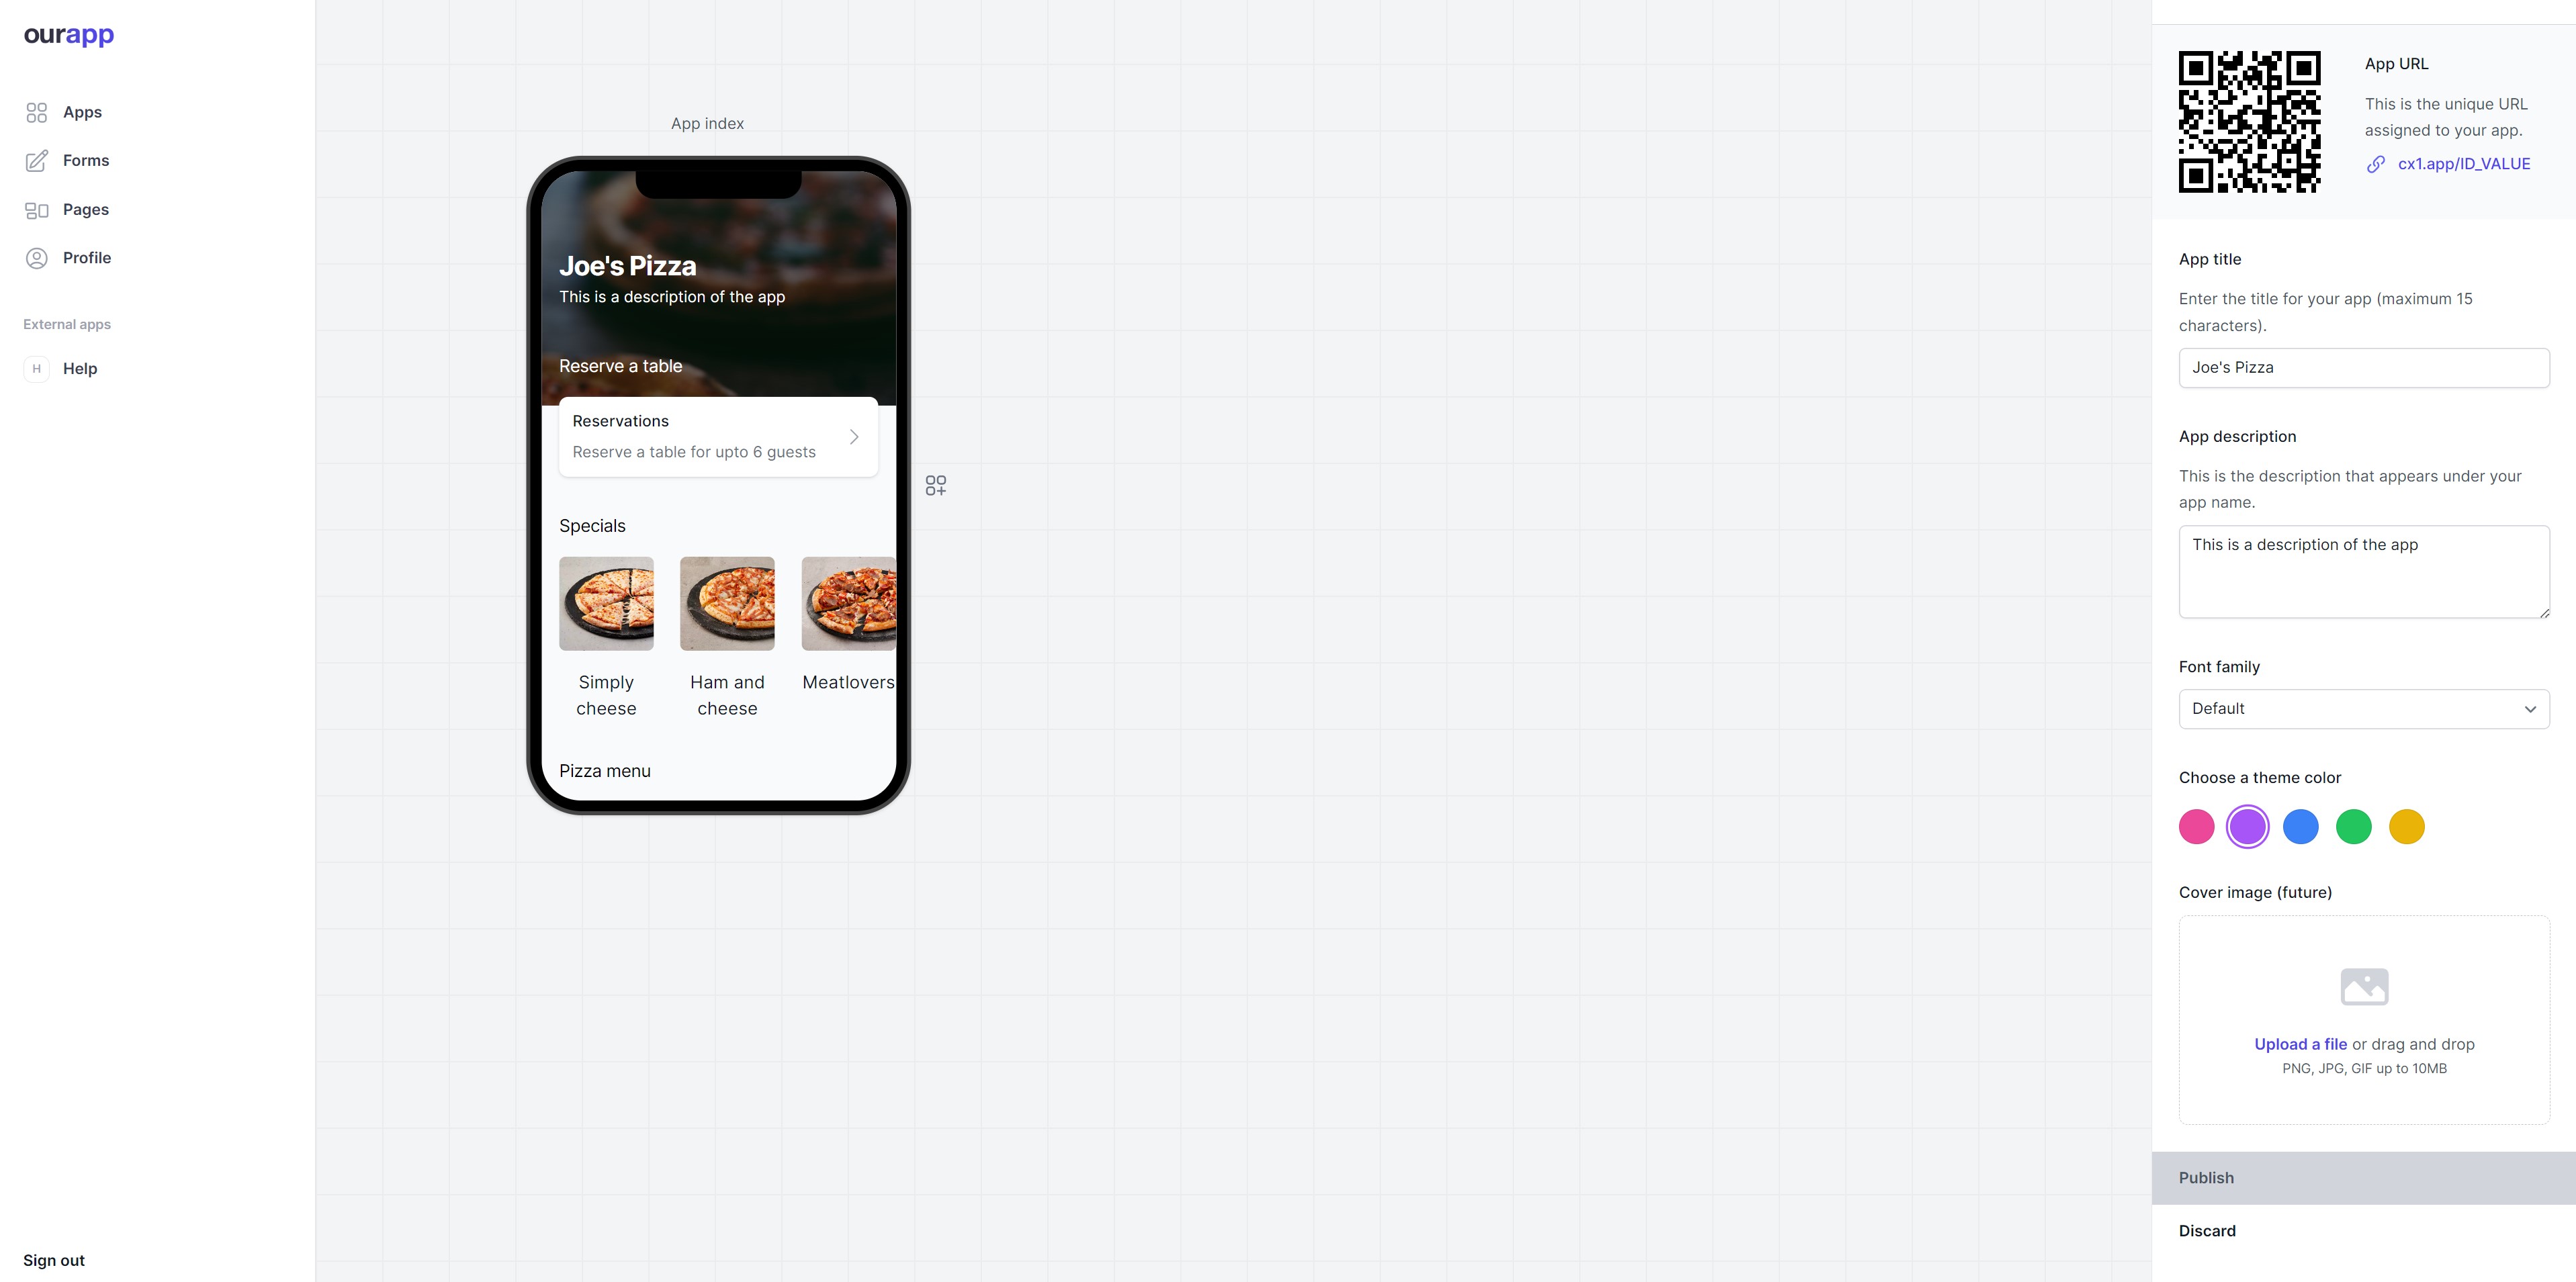 ourapp
Apps
Forms
Pages
Profile
External apps
H
Help
Sign out
App index
Joe's Pizza
This is a description of the app
Reserve a table
Reservations
Reserve a table for upto 6 guests
Specials
Simply
cheese
Ham and
cheese
Meatlovers
Pizza menu
App URL
This is the unique URL
assigned to your app.
cx1.app/ID_VALUE
App title
Enter the title for your app (maximum 15
characters).
Joe's Pizza
App description
This is the description that appears under your
app name.
This is a description of the app
Font family
Default
Choose a theme color
Cover image (future)
Upload a file or drag and drop
PNG, JPG, GIF up to 10MB
Publish
Discard